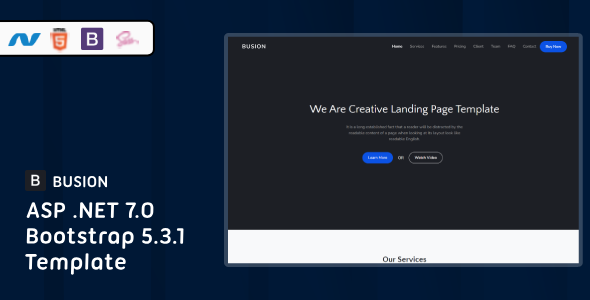 BUSION
Home Services Features Pricing Client Team FAQ Contact Buy Now
We Are Creative Landing Page Template
It is a long established fact that a reader will be distracted by the
readable content of a page when looking at its layout look like
readable English
Learn Now OR Watch Video
Our Services
B BUSION
ASP .NET 7.0
Bootstrap 5.3.1
Template